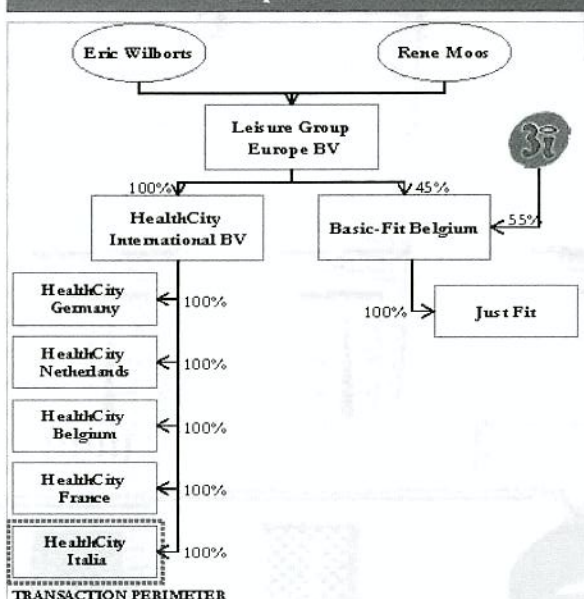 Eric Wilborts
Rene Moos
Leisure Group
Europe BV
3i
100%
45%
HealthCity
International BV
Basic-Fit Belgium
55%
HealthCity
Germany
100%
100%
Just Fit
HealthCity
Netherlands
100%
HealthCity
Belgium
100%
HealthCity
France
100%
HealthCity
Italia
100%
TRANSACTION PERIMETER